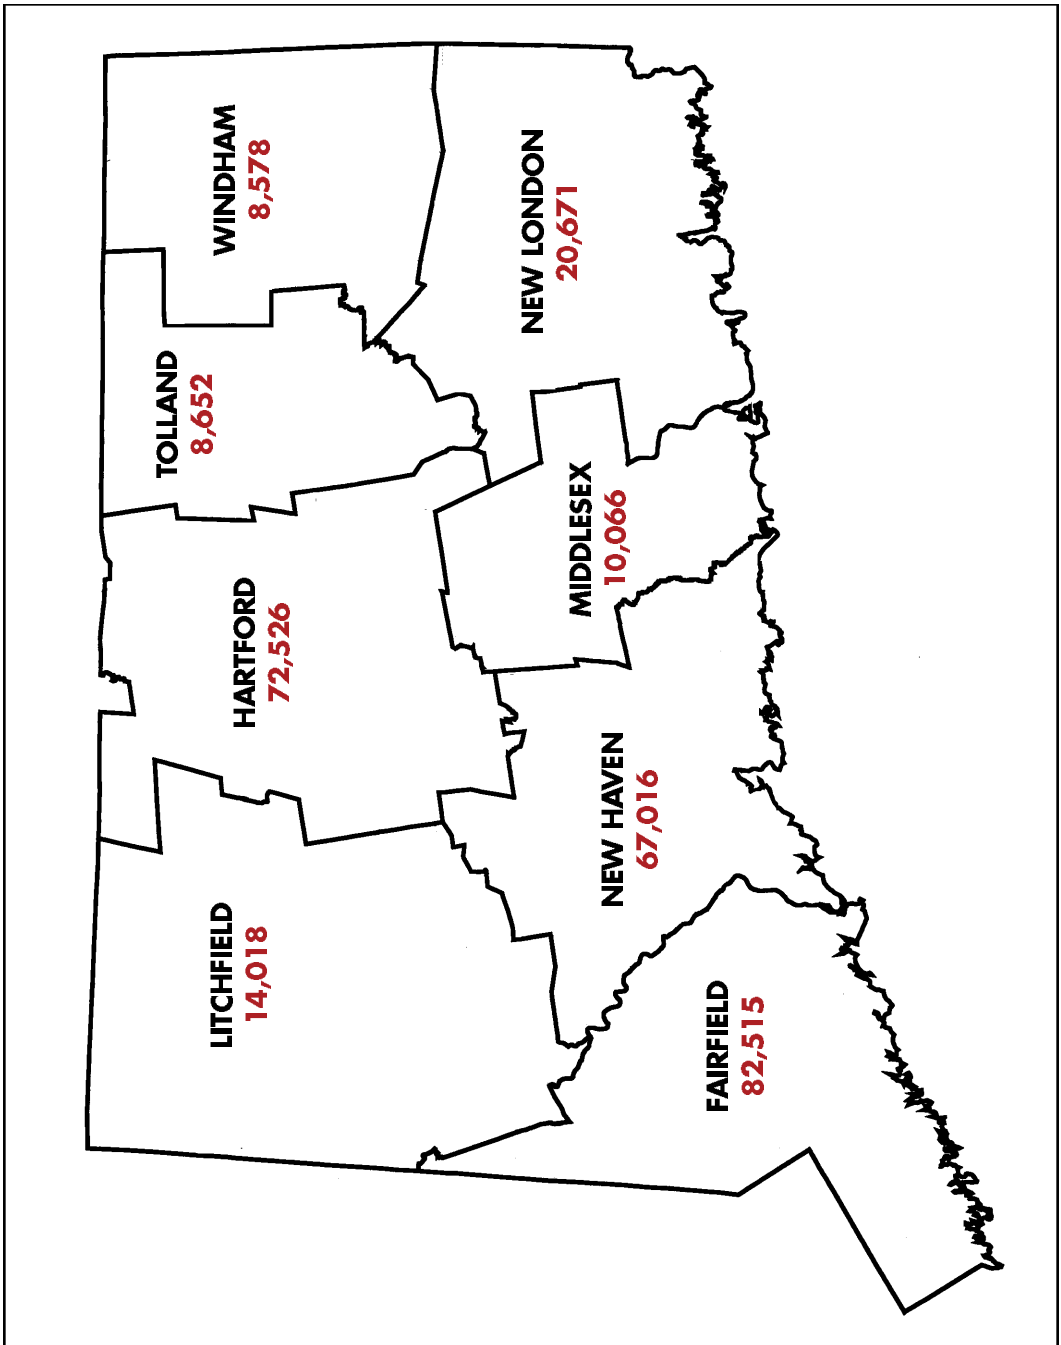 LITCHFIELD
14,018
HARTFORD
72,526
TOLLAND
8,652
WINDHAM
8,578
FAIRFIELD
82,515
NEW HAVEN
67,016
MIDDLESEX
10,066
NEW LONDON
20,671